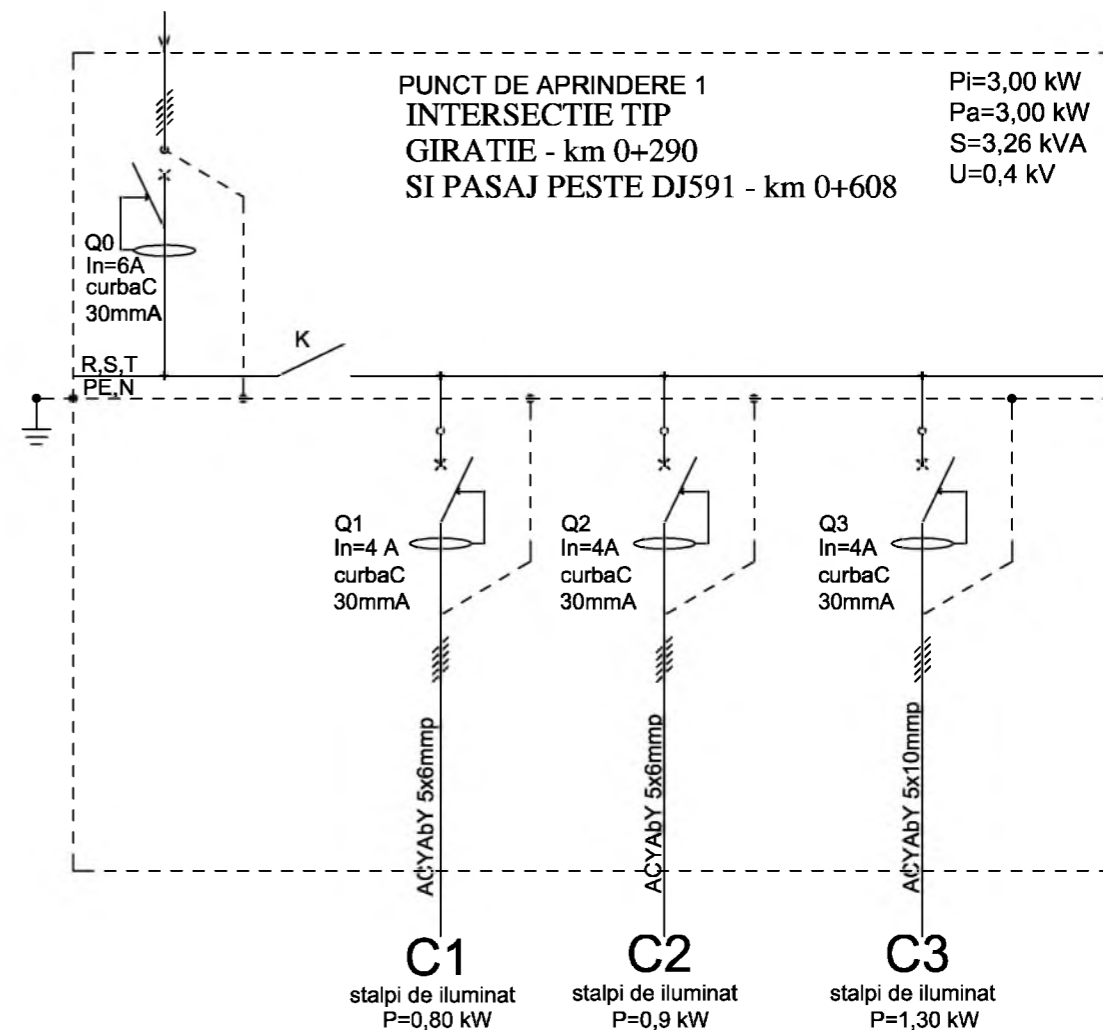 PUNCT DE APRINDERE 1
INTERSECTIE TIP
GIRATIE - km 0+290
SI PASAJ PESTE DJ591 - km 0+608
Pi=3,00 kW
Pa=3,00 kW
S=3,26 kVA
U=0,4 kV
Q0
In=6A
curbaC
30mmA
K
R,S,T
PE,N
Q1
In=4 A
curbaC
30mmA
Q2
In=4A
curbaC
30mmA
Q3
In=4A
curbaC
30mmA
ACYAbY 5x6mmp
ACYAbY 5x6mmp
ACYAbY 5x10mmp
C1
stalpi de iluminat
P=0,80 kW
C2
stalpi de iluminat
P=0,9 kW
C3
stalpi de iluminat
P=1,30 kW